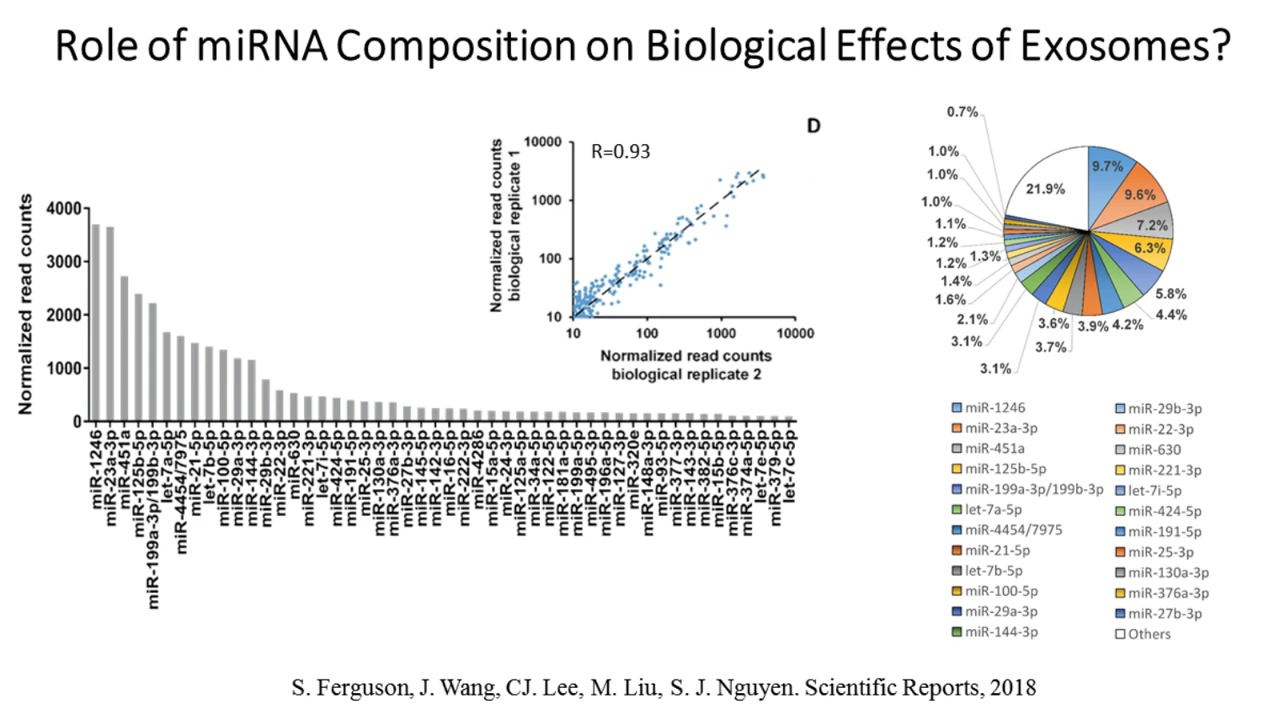 Role of miRNA Composition on Biological Effects of Exosomes?
Normalized read counts
4000
3000
2000
1000
0
miR-1246
miR-23a-3p
miR-451a
miR-125b-5p
miR-199a-3p/199b-3p
let-7a-5p
miR-4454/7975
miR-21-5p
let-7b-5p
miR-100-5p
miR-29a-3p
miR-144-3p
miR-29b-3p
miR-22-3p
miR-630
miR-221-3p
let-7i-5p
miR-424-5p
miR-191-5p
miR-25-3p
miR-130a-3p
miR-376a-3p
miR-27b-3p
miR-145-5p
miR-142-3p
miR-16-5p
miR-222-3p
miR-4286
miR-15a-5p
miR-24-3p
miR-125a-5p
miR-34a-5p
miR-122-5p
miR-181a-5p
miR-199a-5p
miR-495-3p
miR-196a-5p
miR-127-3p
miR-320e
miR-148a-3p
miR-93-5p
miR-377-3p
miR-143-3p
miR-382-5p
miR-15b-5p
miR-376c-3p
miR-374a-5p
let-7e-5p
miR-379-5p
let-7c-5p
Normalized read counts
biological replicate 1
10000
1000
100
10
R=0.93
10
100
1000
10000
Normalized read counts
biological replicate 2
D
0.7%
1.0%
1.0%
1.0%
1.1%
1.2%
1.2%
1.3%
1.4%
1.6%
2.1%
3.1%
3.1%
3.6%
3.7%
3.9%
4.2%
4.4%
5.8%
6.3%
7.2%
9.6%
9.7%
21.9%
miR-1246
miR-23a-3p
miR-451a
miR-125b-5p
miR-199a-3p/199b-3p
let-7a-5p
miR-4454/7975
miR-21-5p
let-7b-5p
miR-100-5p
miR-29a-3p
miR-144-3p
miR-29b-3p
miR-22-3p
miR-630
miR-221-3p
let-7i-5p
miR-424-5p
miR-191-5p
miR-25-3p
miR-130a-3p
miR-376a-3p
miR-27b-3p
Others
S. Ferguson, J. Wang, CJ. Lee, M. Liu, S. J. Nguyen. Scientific Reports, 2018